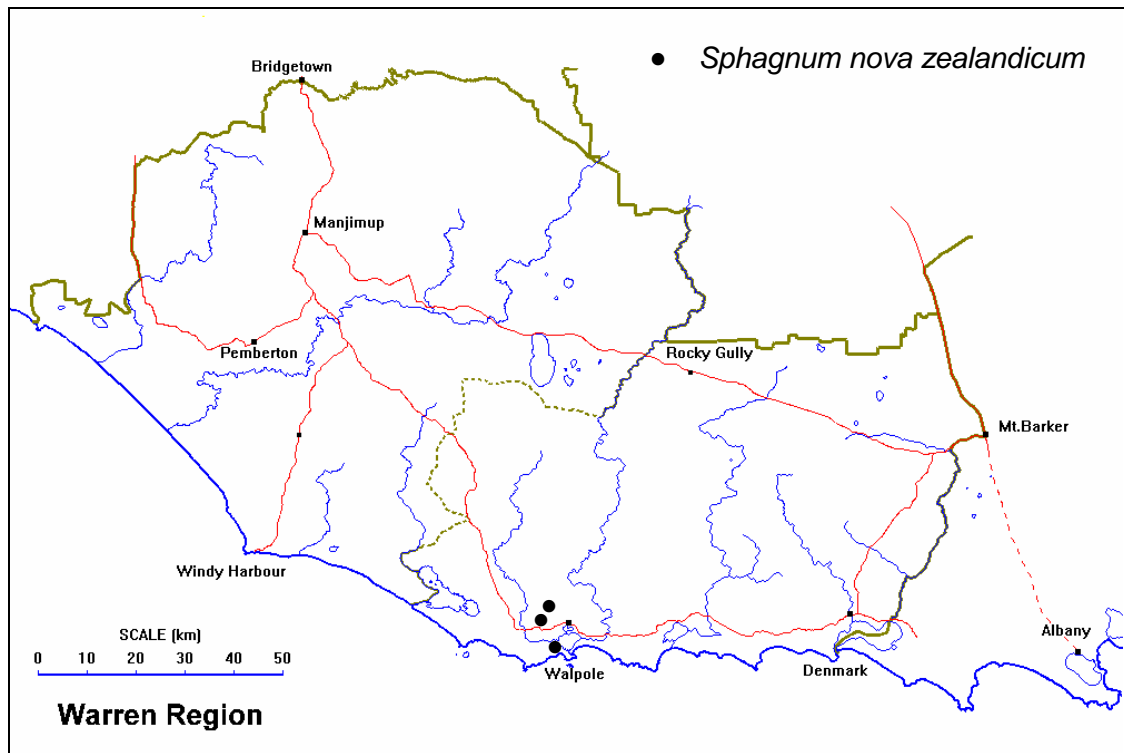 Sphagnum nova zealandicum
Bridgetown
Manjimup
Pemberton
Rocky Gully
Mt.Barker
Windy Harbour
SCALE (km)
0 10 20 30 40 50
Walpole
Denmark
Albany
Warren Region